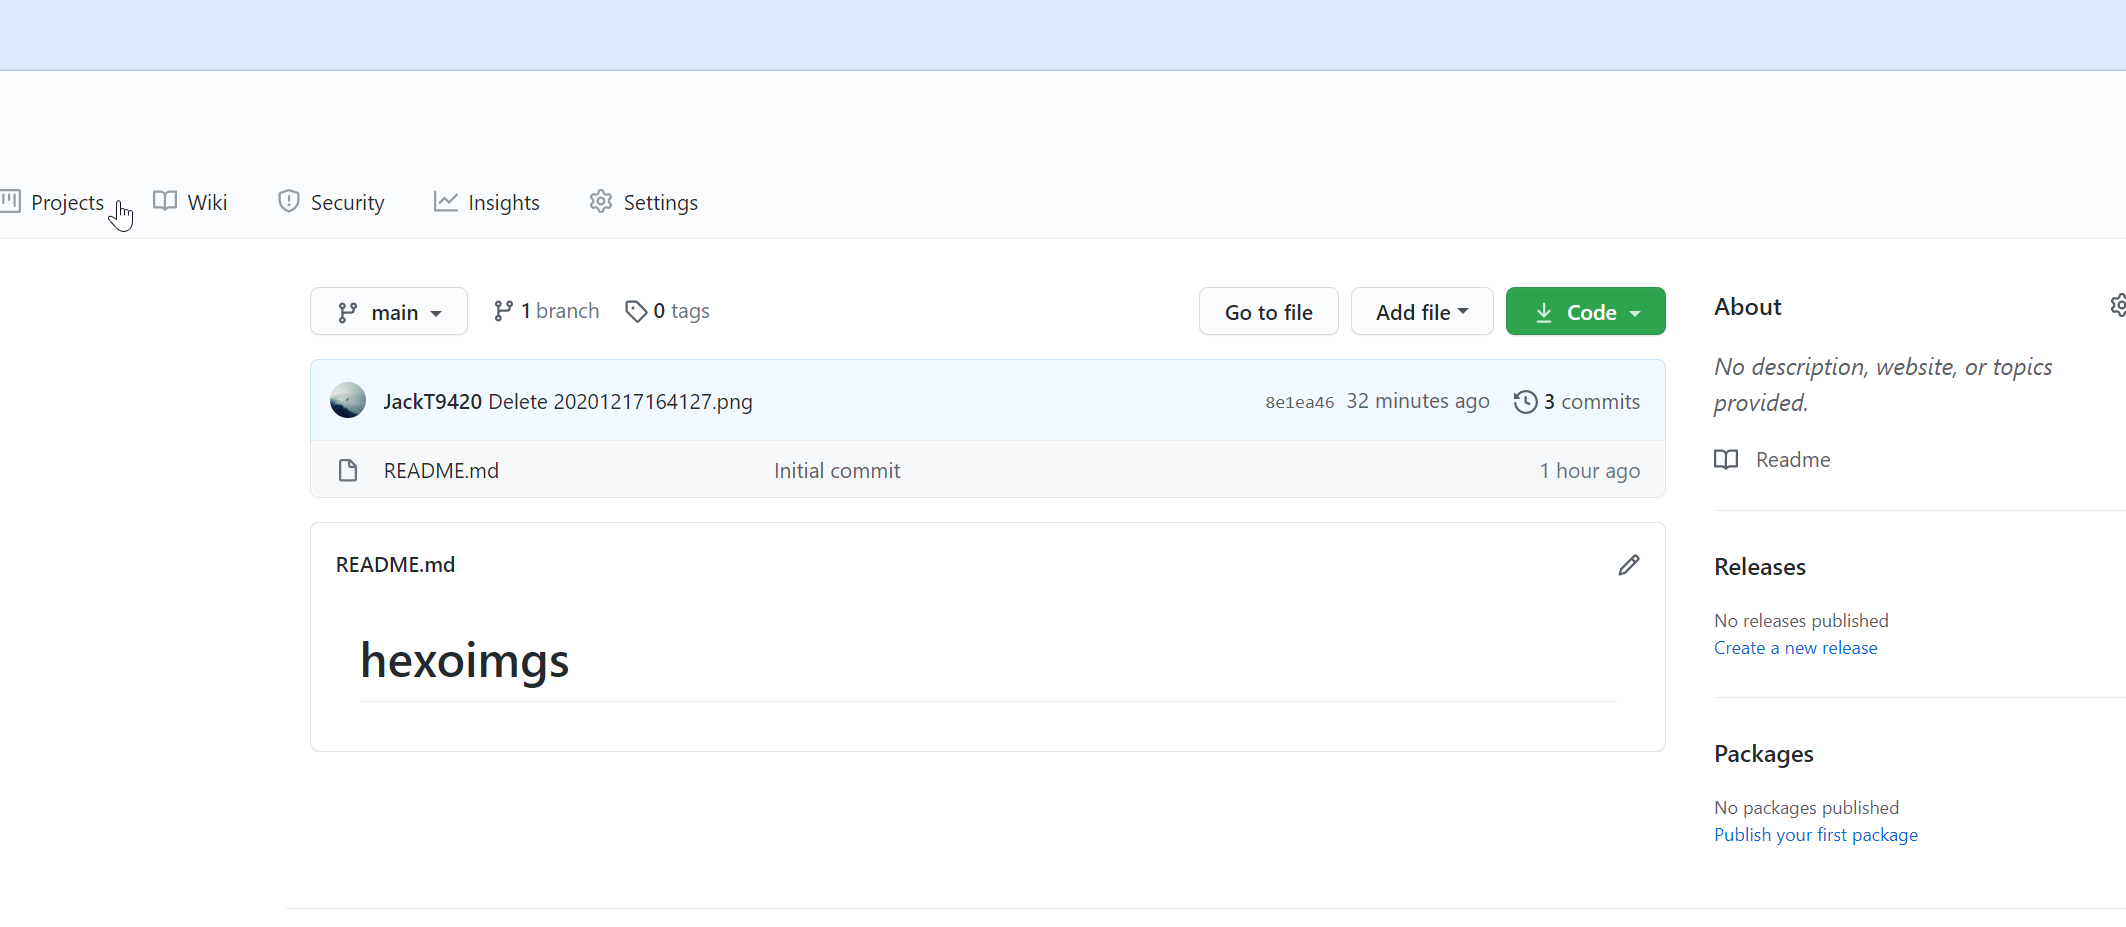 Projects Wiki Security Insights Settings
main 1 branch 0 tags Go to file Add file Code
JackT9420 Delete 20201217164127.png 8e1ea46 32 minutes ago 3 commits
README.md Initial commit 1 hour ago
README.md
hexoimgs
About
No description, website, or topics
provided.
Readme
Releases
No releases published
Create a new release
Packages
No packages published
Publish your first package